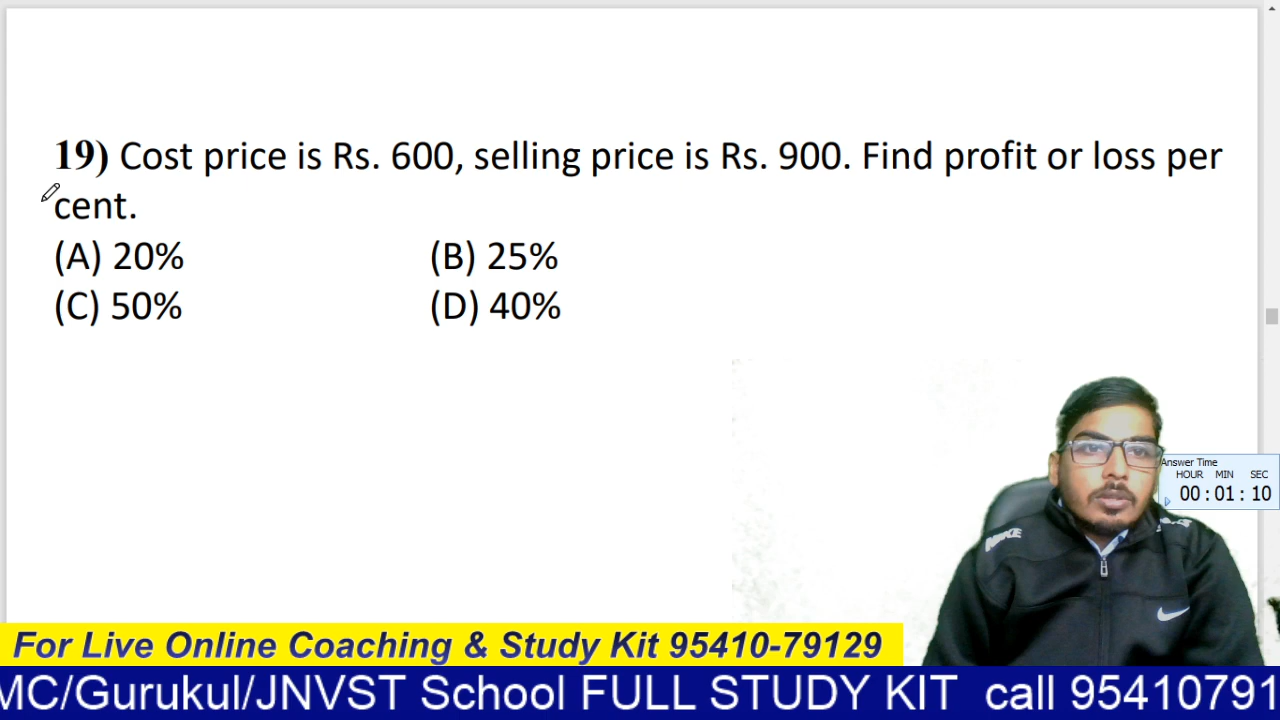 19) Cost price is Rs. 600, selling price is Rs. 900. Find profit or loss per
cent.
(A) 20% (B) 25%
(C) 50% (D) 40%
Answer Time
HOUR MIN SEC
00 : 01 : 10
NIKE
For Live Online Coaching & Study Kit 95410-79129
MC/Gurukul/JNVST School FULL STUDY KIT call 95410791